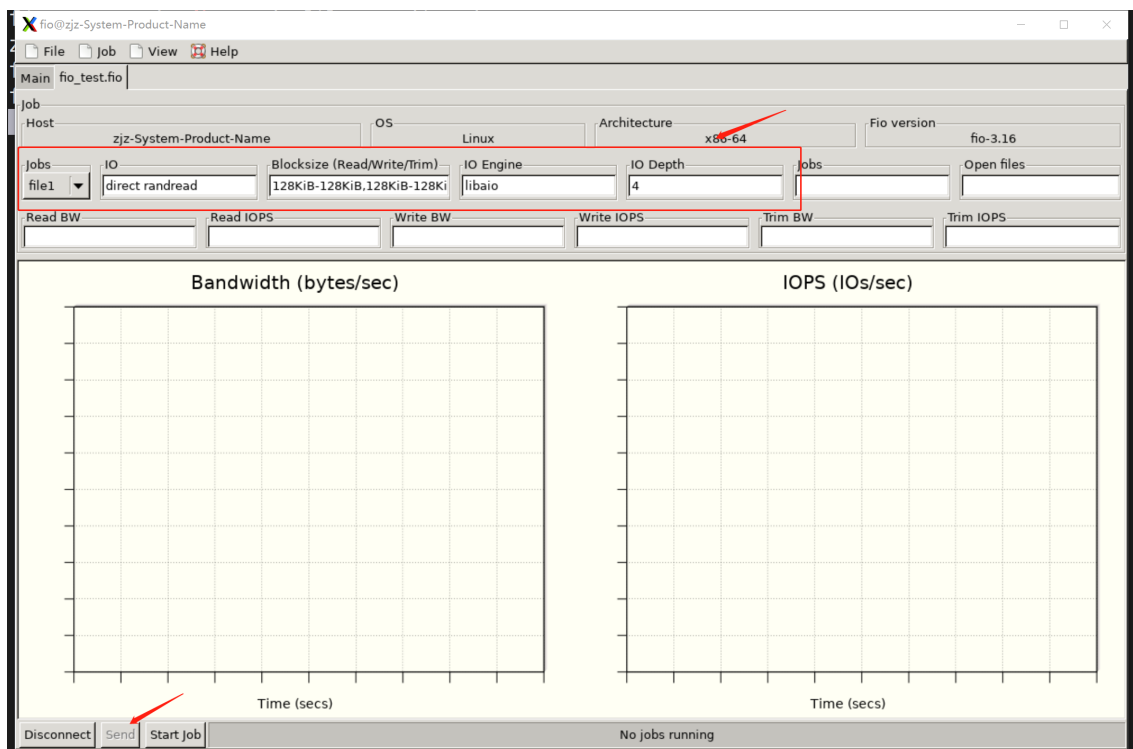 fio@zjz-System-Product-Name
File Job View Help
Main fio_test.fio
Job
Host OS Architecture Fio version
zjz-System-Product-Name Linux x86-64 fio-3.16
Jobs IO Blocksize (Read/Write/Trim) IO Engine IO Depth Jobs Open files
file1 direct randread 128KiB-128KiB,128KiB-128Ki libaio 4
Read BW Read IOPS Write BW Write IOPS Trim BW Trim IOPS
Bandwidth (bytes/sec) IOPS (IOs/sec)
Time (secs) Time (secs)
Disconnect Send Start Job No jobs running